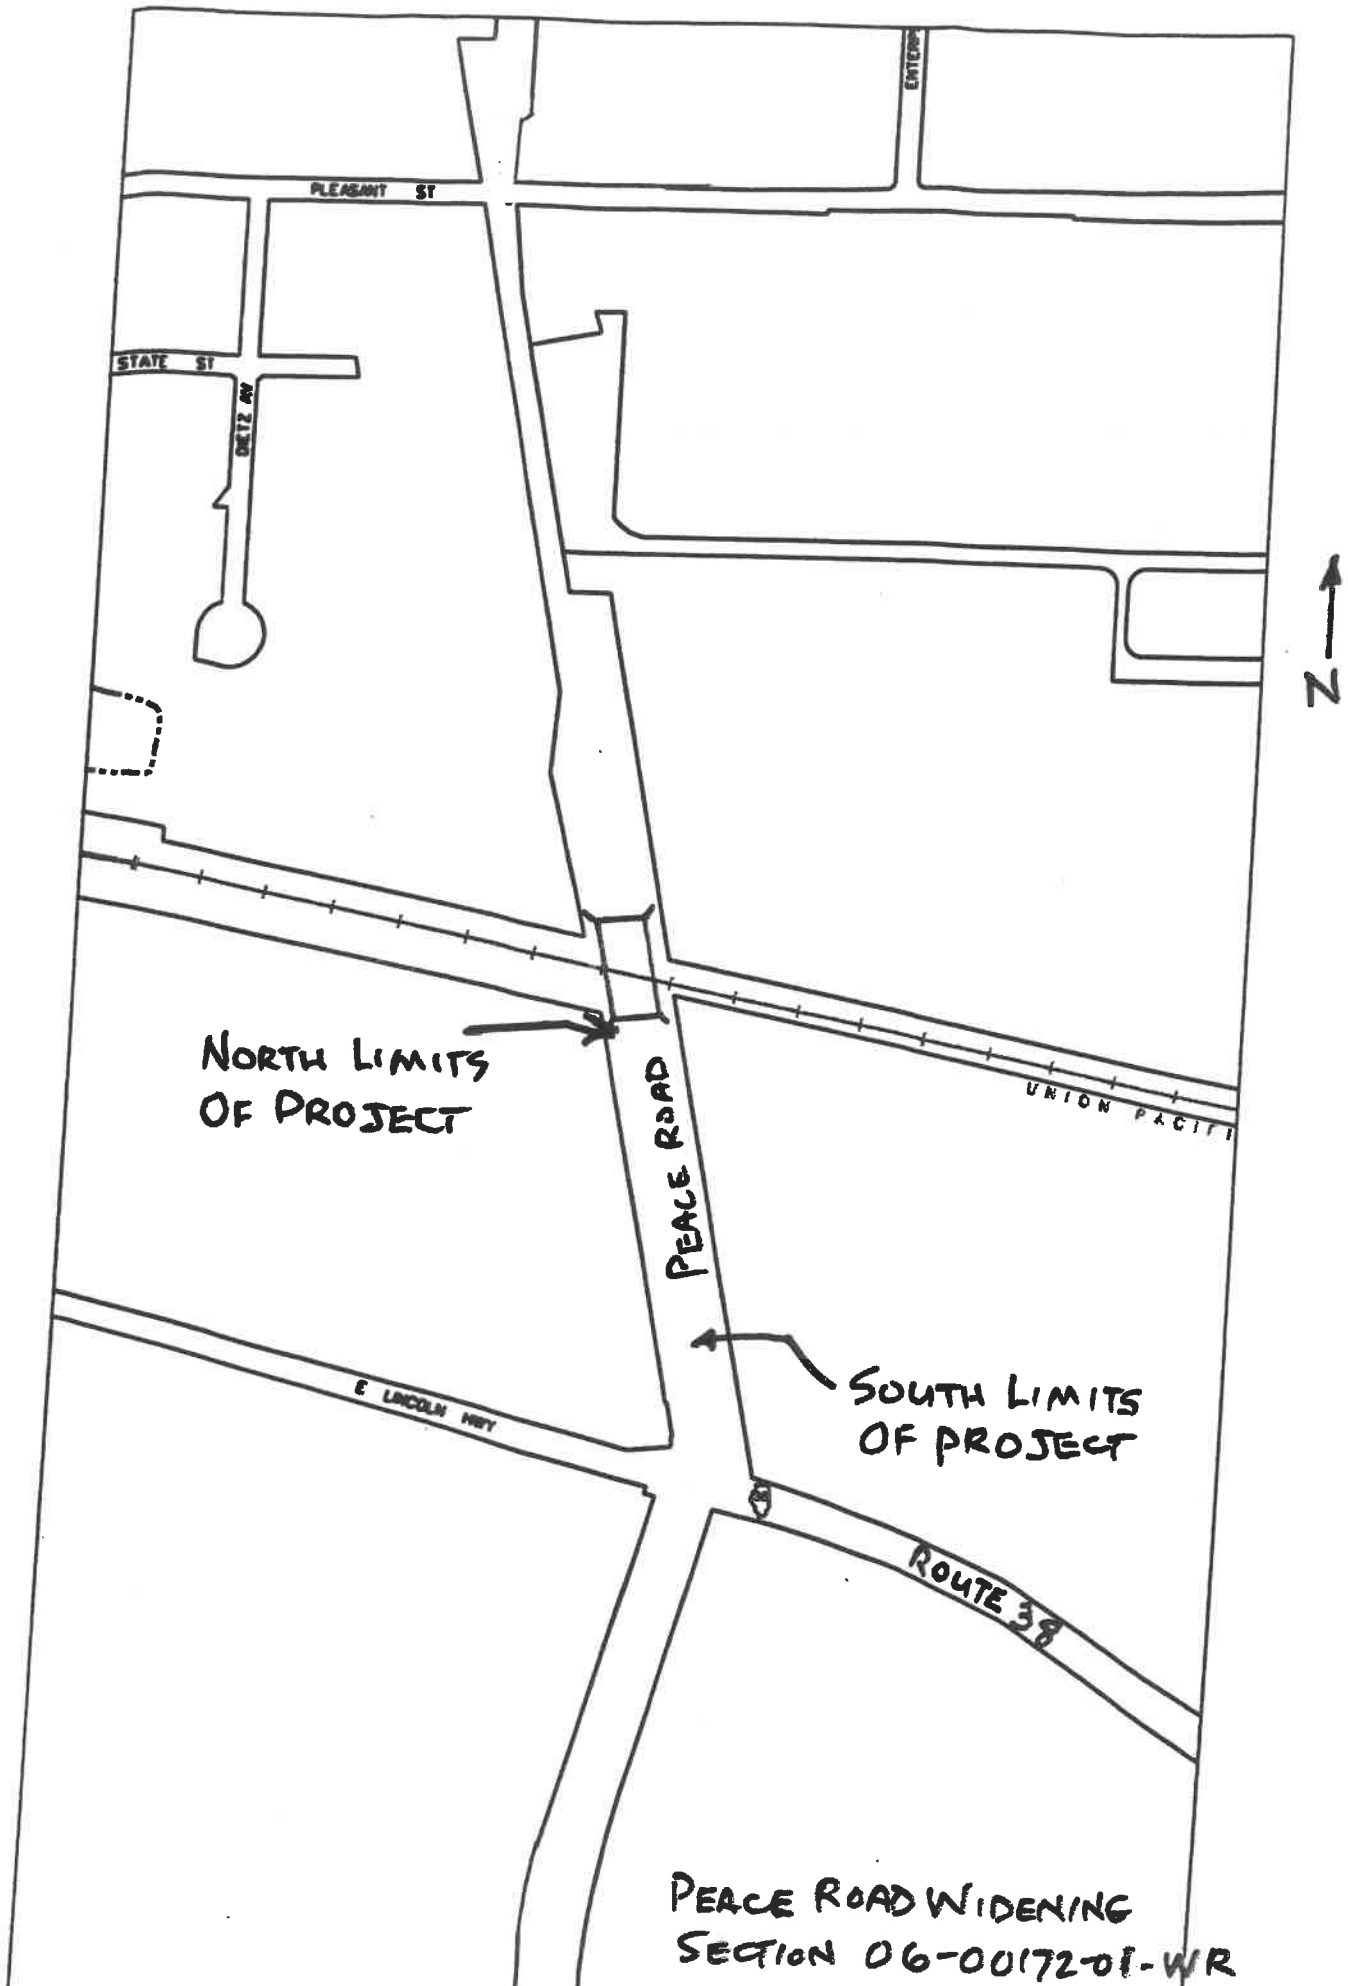 ENTERP
PLEASANT ST
STATE ST
DIETZ AV
N
NORTH LIMITS
OF PROJECT
PEACE ROAD
UNION PACIFI
SOUTH LIMITS
OF PROJECT
E LINCOLN HWY
ROUTE 38
PEACE ROAD WIDENING
SECTION 06-00172-01-WR